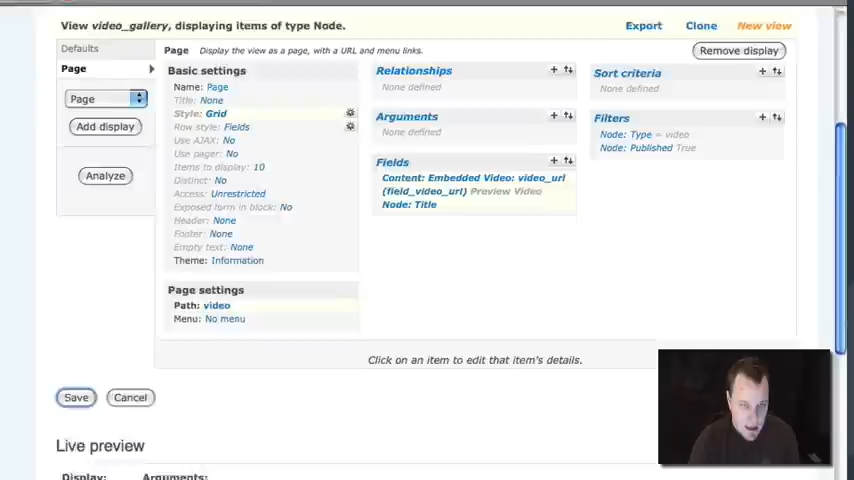 View video_gallery, displaying items of type Node.
Export Clone New view
Defaults
Page
Page
Add display
Analyze
Page Display the view as a page, with a URL and menu links.
Remove display
Basic settings
Name: Page
Title: None
Style: Grid
Row style: Fields
Use AJAX: No
Use pager: No
Items to display: 10
Distinct: No
Access: Unrestricted
Exposed form in block: No
Header: None
Footer: None
Empty text: None
Theme: Information
Page settings
Path: video
Menu: No menu
Relationships
None defined
Arguments
None defined
Fields
Content: Embedded Video: video_url
(field_video_url) Preview Video
Node: Title
Sort criteria
None defined
Filters
Node: Type = video
Node: Published True
Click on an item to edit that item's details.
Save Cancel
Live preview
Display: Arguments: